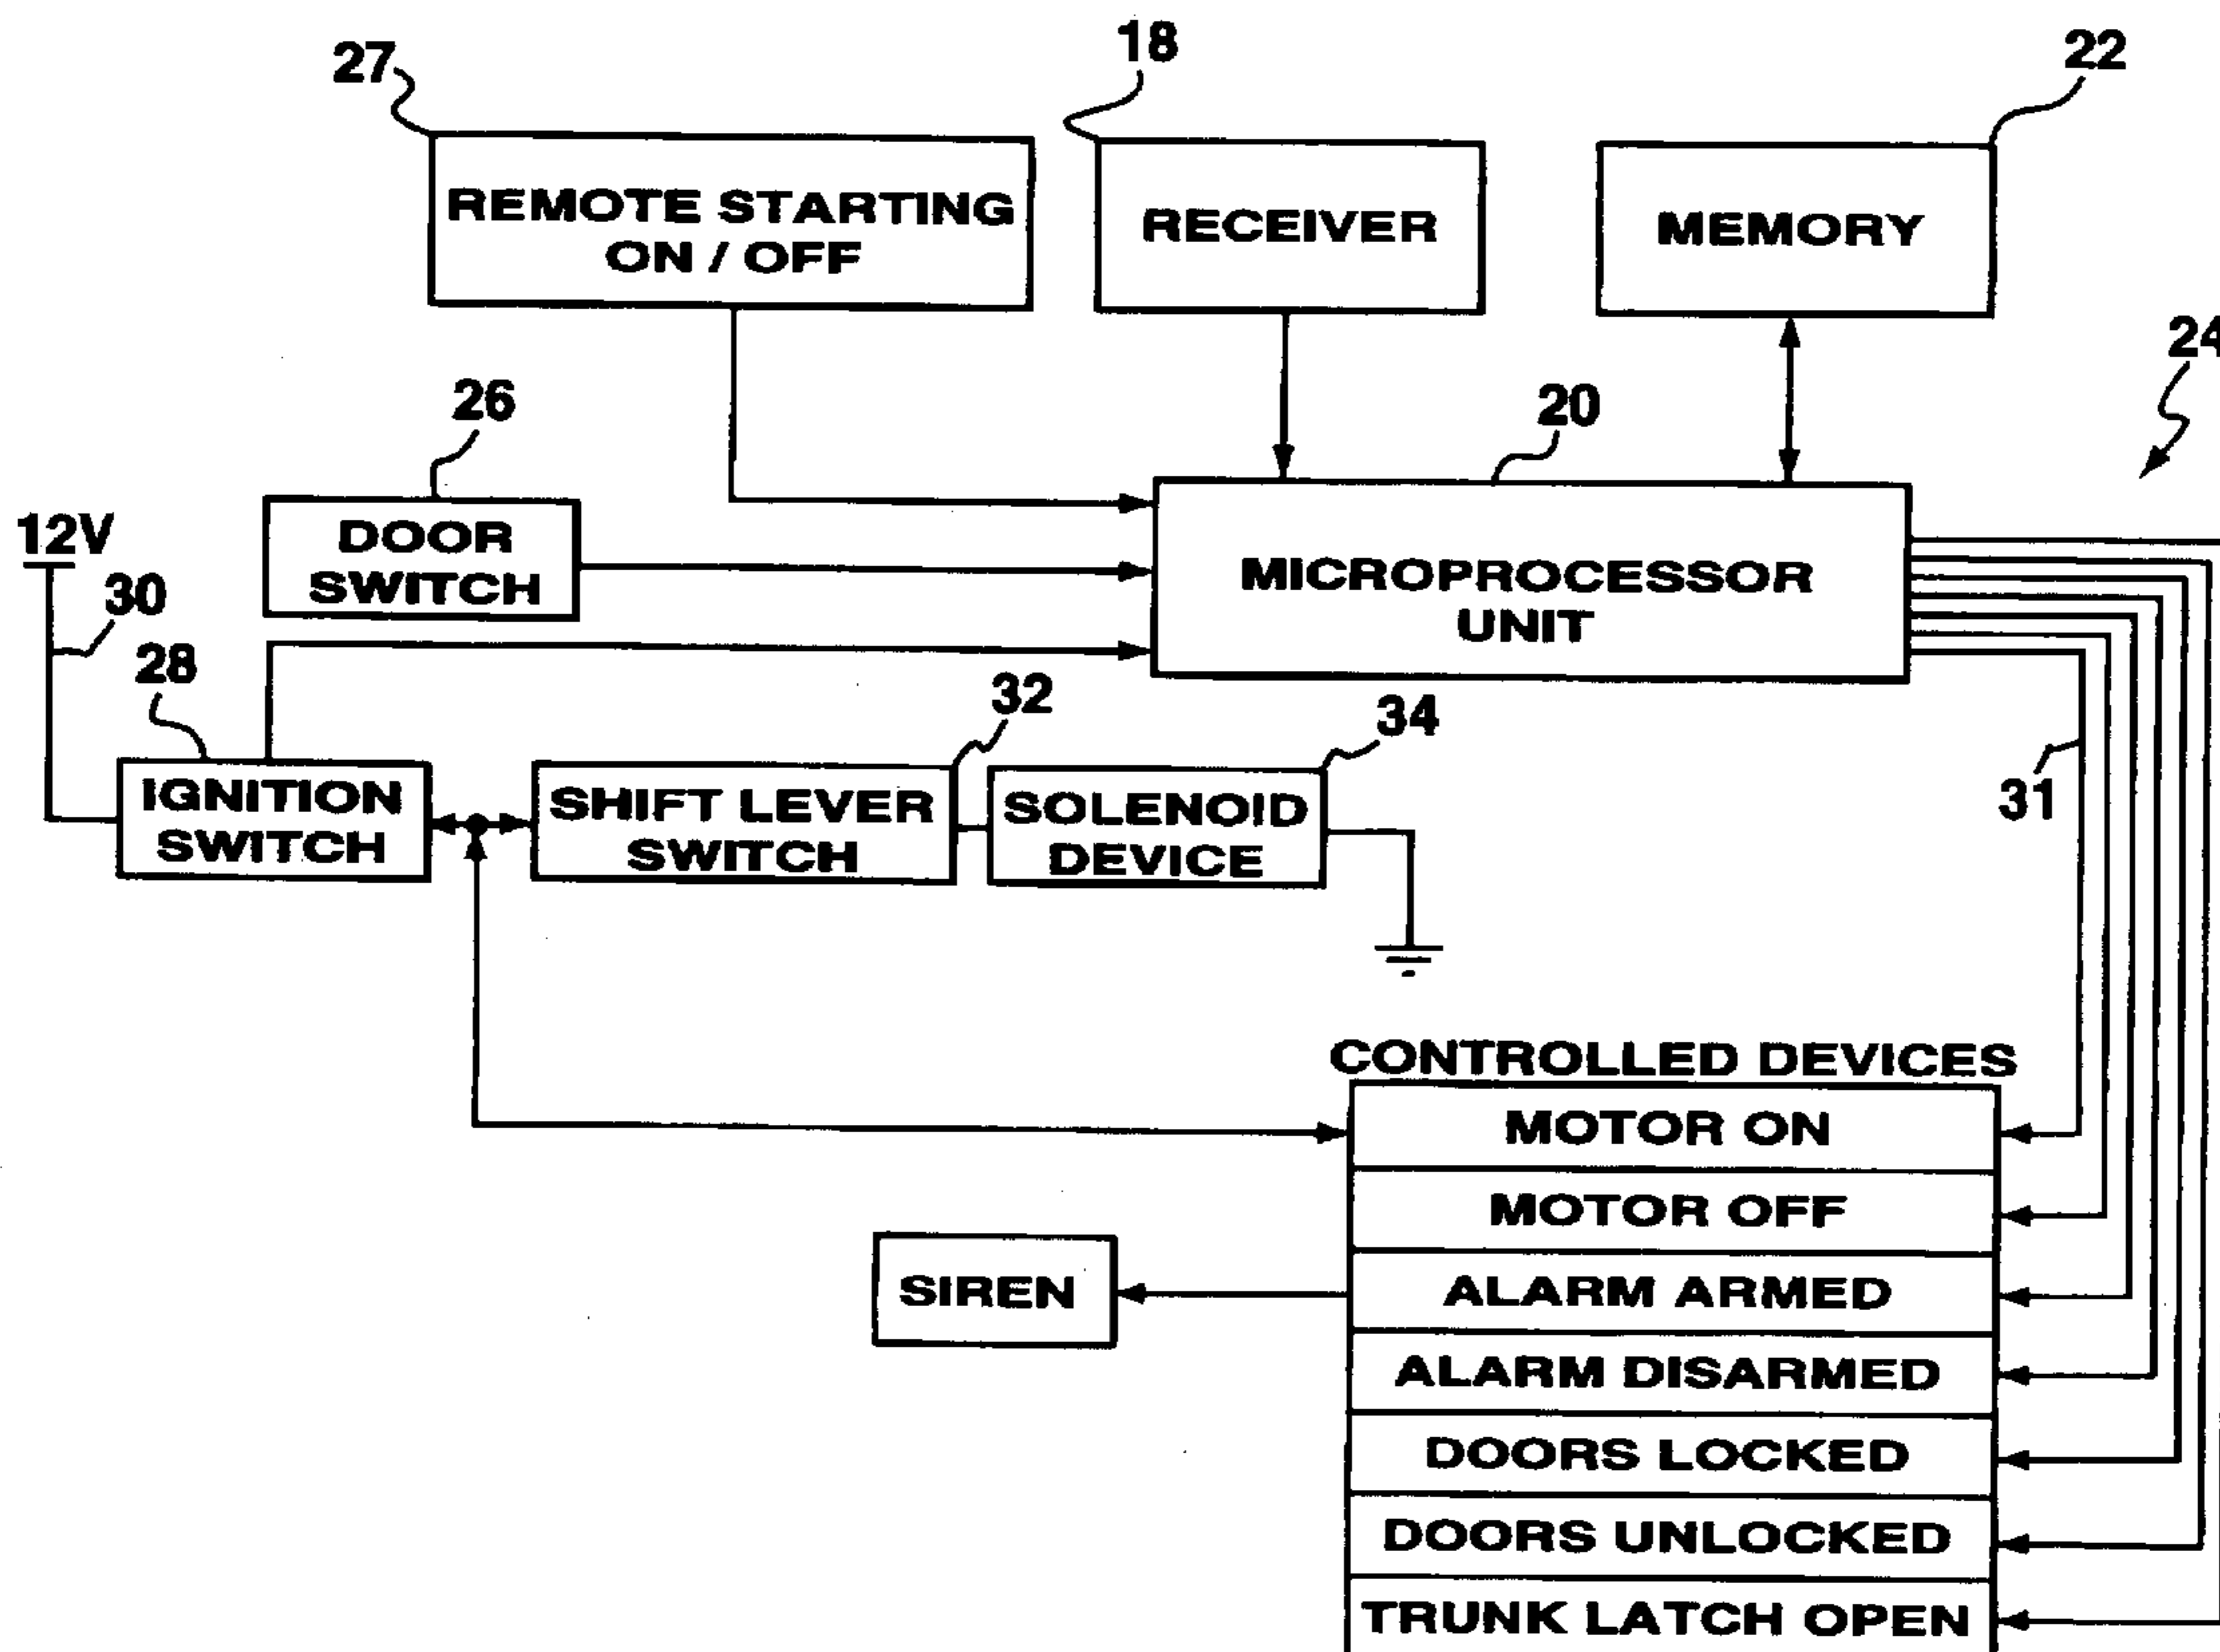 27
18
22
REMOTE STARTING
ON / OFF
RECEIVER
MEMORY
24
26
20
12V
DOOR
SWITCH
30
MICROPROCESSOR
UNIT
28
32
34
31
IGNITION
SWITCH
SHIFT LEVER
SWITCH
SOLENOID
DEVICE
CONTROLLED DEVICES
MOTOR ON
MOTOR OFF
SIREN
ALARM ARMED
ALARM DISARMED
DOORS LOCKED
DOORS UNLOCKED
TRUNK LATCH OPEN